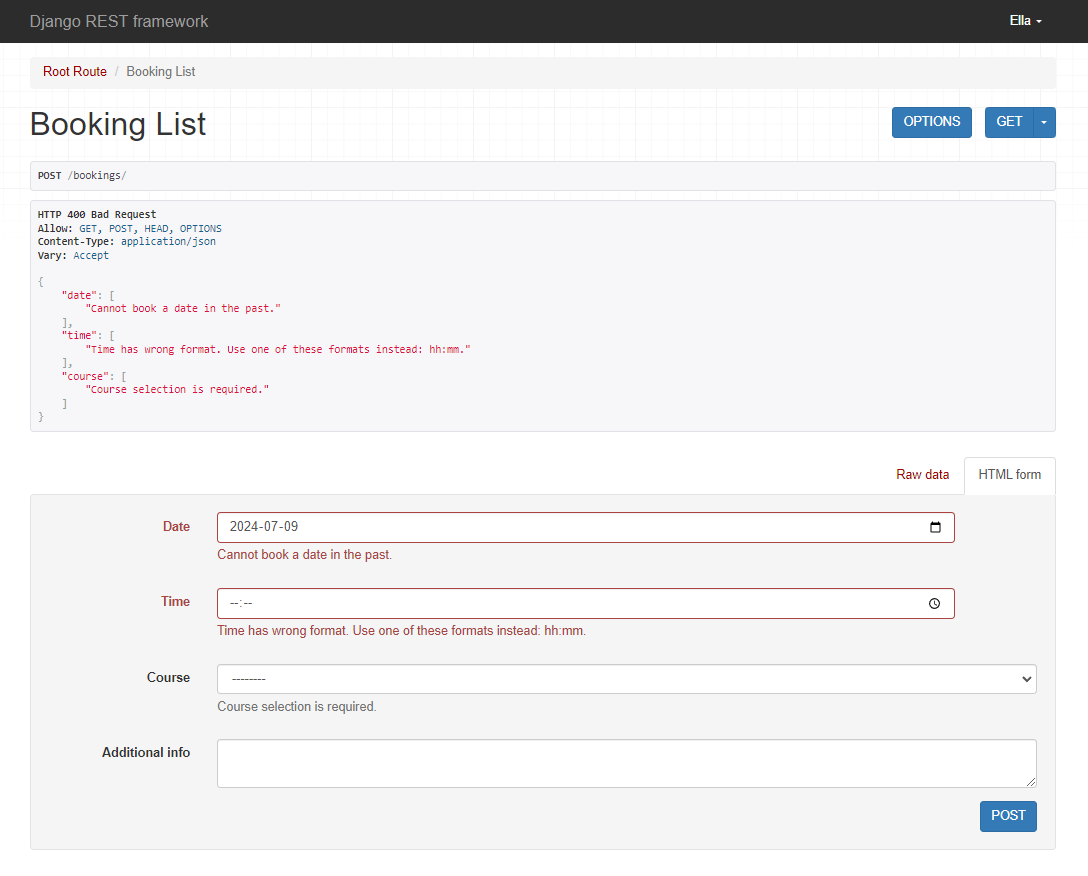 Django REST framework
Ella
Root Route / Booking List
Booking List
OPTIONS
GET
POST /bookings/
HTTP 400 Bad Request
Allow: GET, POST, HEAD, OPTIONS
Content-Type: application/json
Vary: Accept
{
    "date": [
        "Cannot book a date in the past."
    ],
    "time": [
        "Time has wrong format. Use one of these formats instead: hh:mm."
    ],
    "course": [
        "Course selection is required."
    ]
}
Raw data
HTML form
Date
2024-07-09
Cannot book a date in the past.
Time
--:--
Time has wrong format. Use one of these formats instead: hh:mm.
Course
--------
Course selection is required.
Additional info
POST